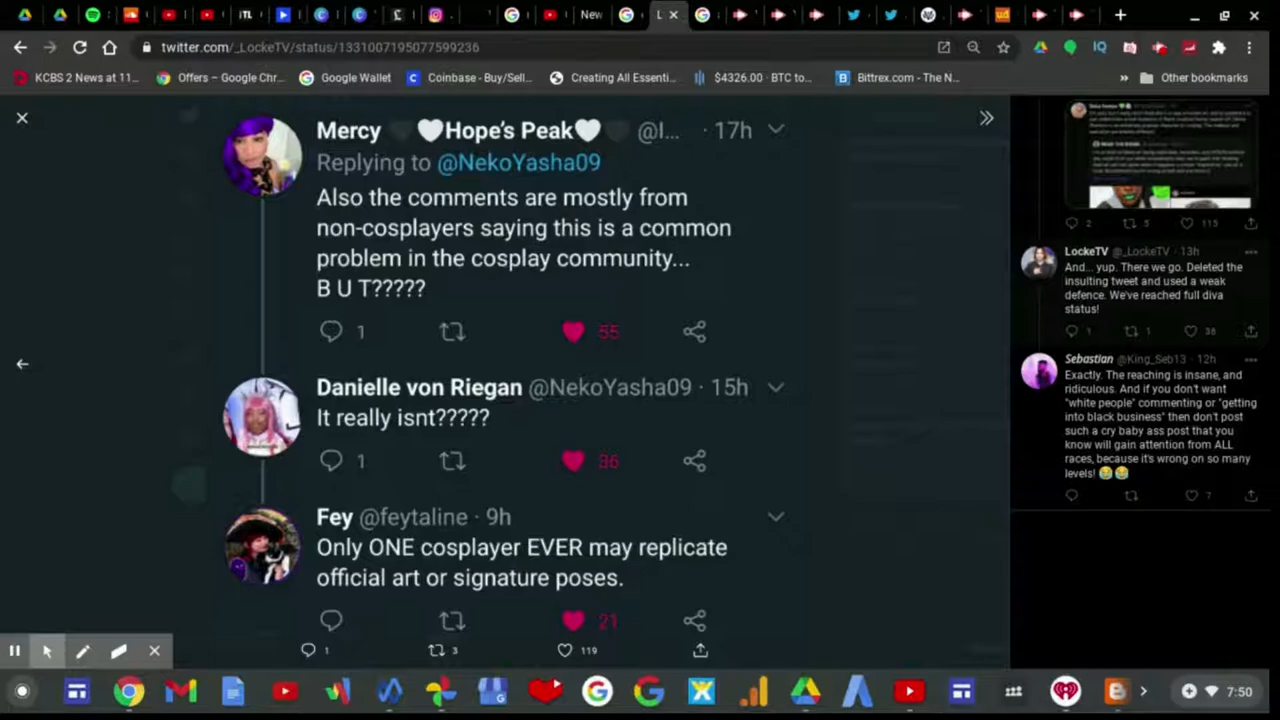 New
L
twitter.com/_LockeTV/status/1331007195077599236
KCBS 2 News at 11...
Offers – Google Chr...
Google Wallet
Coinbase - Buy/Sell...
Creating All Essenti...
$4326.00 · BTC to...
Bittrex.com - The N...
Other bookmarks
Mercy 🤍Hope's Peak🤍 @l... · 17h
Replying to @NekoYasha09
Also the comments are mostly from
non-cosplayers saying this is a common
problem in the cosplay community...
B U T?????
1 55
Danielle von Riegan @NekoYasha09 · 15h
It really isnt?????
1 36
Fey @feytaline · 9h
Only ONE cosplayer EVER may replicate
official art or signature poses.
21
1 3 119
2 5 115
LockeTV @_LockeTV · 13h
And... yup. There we go. Deleted the
insulting tweet and used a weak
defence. We've reached full diva
status!
1 1 36
Sebastian @King_Seb13 · 12h
Exactly. The reaching is insane, and
ridiculous. And if you don't want
"white people" commenting or "getting
into black business" then don't post
such a cry baby ass post that you
know will gain attention from ALL
races, because it's wrong on so many
levels! 😂😂
7
7:50